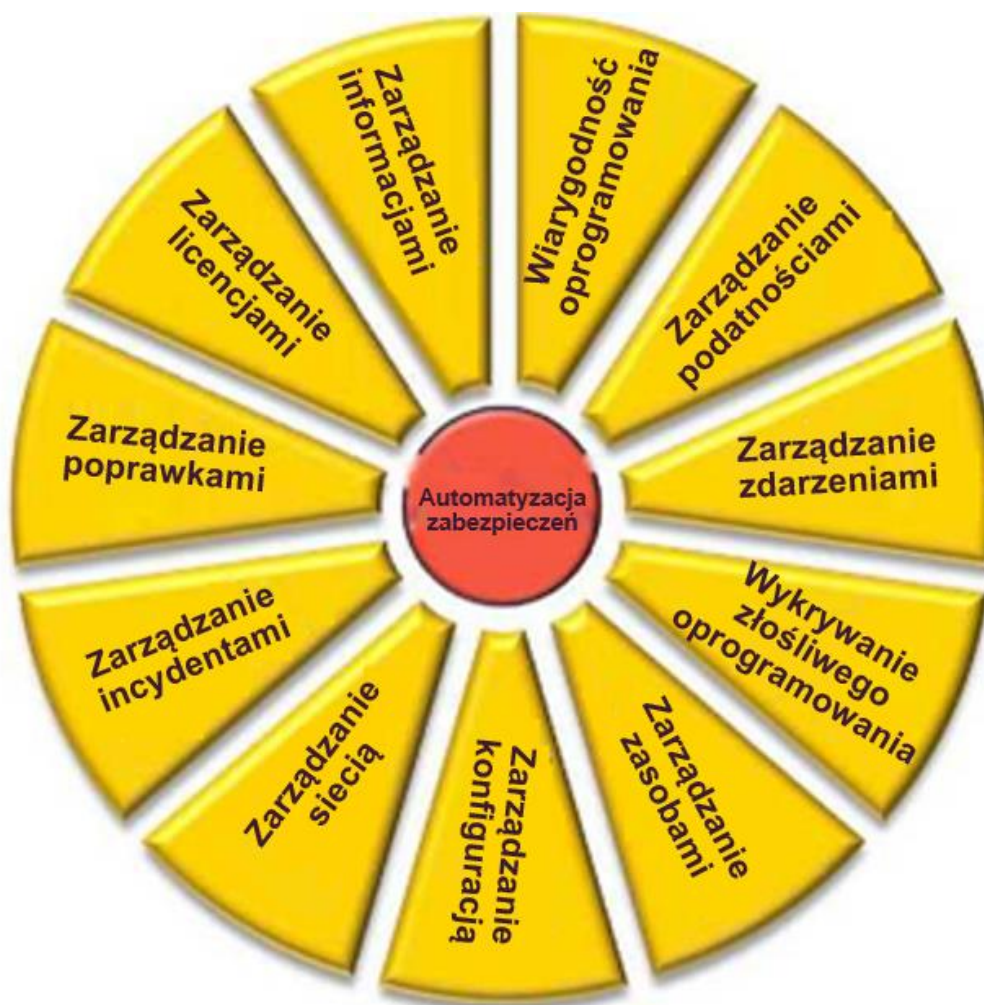 Wiarygodność
oprogramowania
Zarządzanie
podatnościami
Zarządzanie
zdarzeniami
Wykrywanie
złośliwego
oprogramowania
Zarządzanie
zasobami
Zarządzanie
konfiguracją
Zarządzanie
siecią
Zarządzanie
incydentami
Zarządzanie
poprawkami
Zarządzanie
licencjami
Zarządzanie
informacjami
Automatyzacja
zabezpieczeń